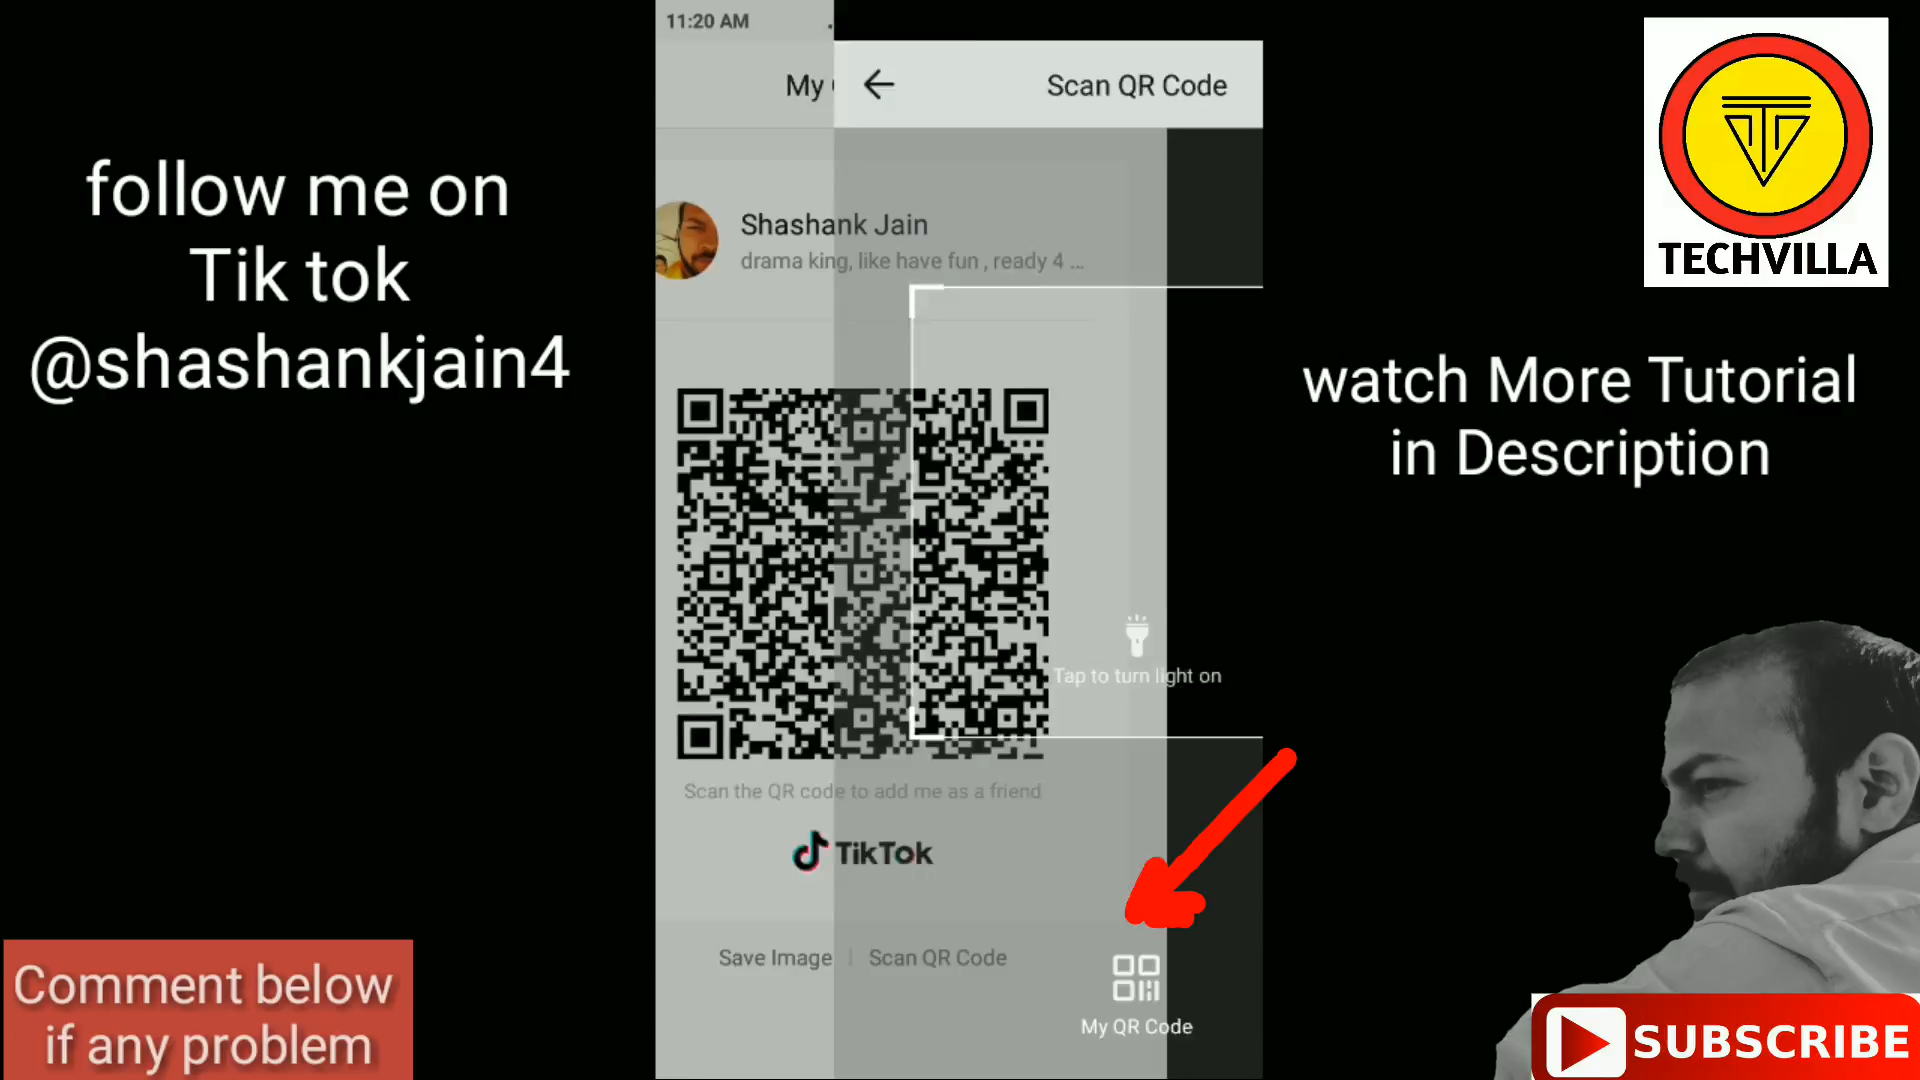 follow me on
Tik tok
@shashankjain4
11:20 AM
My
Scan QR Code
Shashank Jain
drama king, like have fun , ready 4 ...
Tap to turn light on
Scan the QR code to add me as a friend
TikTok
Save Image | Scan QR Code
My QR Code
TECHVILLA
watch More Tutorial
in Description
Comment below
if any problem
SUBSCRIBE